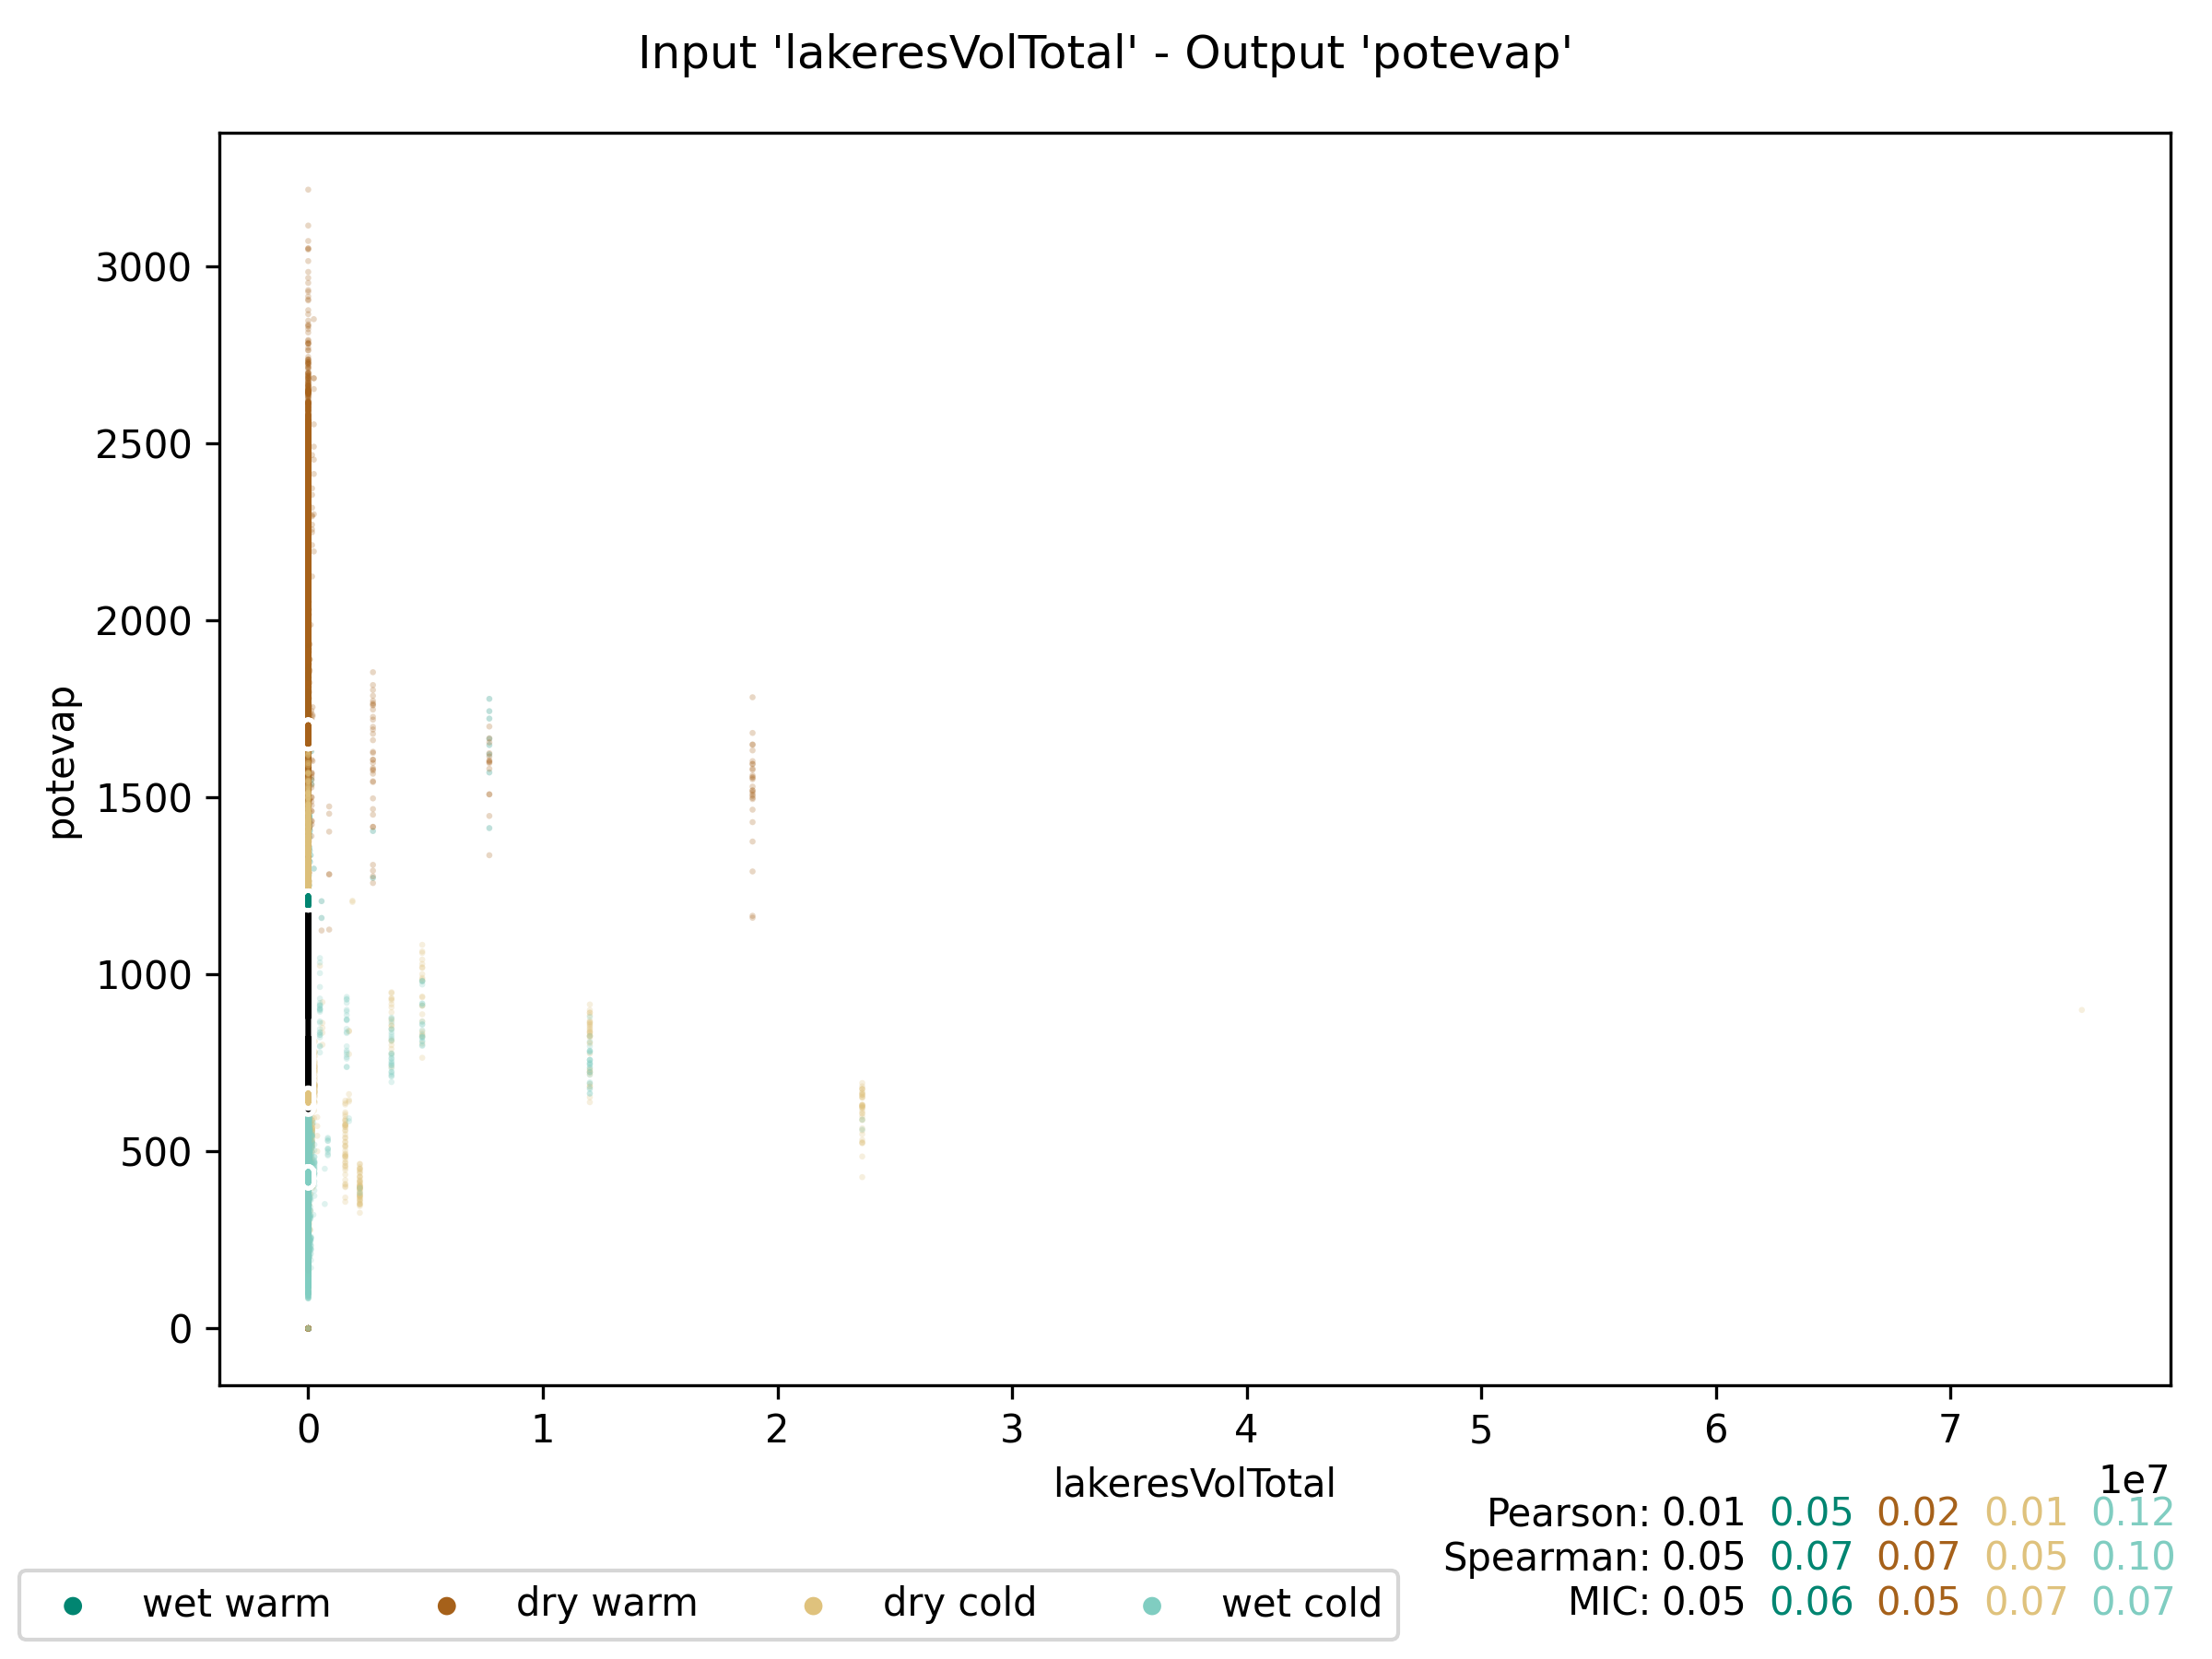 Input 'lakeresVolTotal' - Output 'potevap'
3000
2500
2000
1500
1000
500
0
potevap
0 1 2 3 4 5 6 7
1e7
lakeresVolTotal
Pearson: 0.01 0.05 0.02 0.01 0.12
Spearman: 0.05 0.07 0.07 0.05 0.10
MIC: 0.05 0.06 0.05 0.07 0.07
wet warm dry warm dry cold wet cold